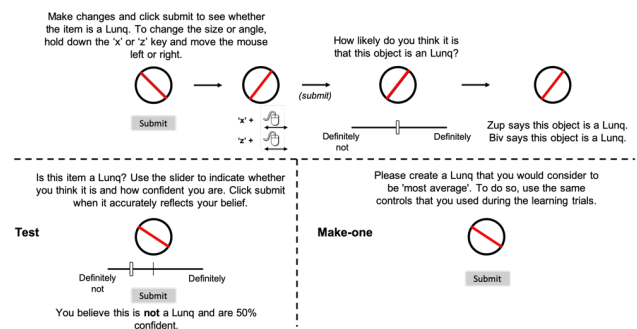 Make changes and click submit to see whether
the item is a Lunq. To change the size or angle,
hold down the 'x' or 'z' key and move the mouse
left or right.
Submit
'x' +
'z' +
(submit)
How likely do you think it is
that this object is an Lunq?
Definitely
not
Definitely
Zup says this object is a Lunq.
Biv says this object is a Lunq.
Is this item a Lunq? Use the slider to indicate whether
you think it is and how confident you are. Click submit
when it accurately reflects your belief.
Test
Definitely
not
Definitely
Submit
You believe this is not a Lunq and are 50%
confident.
Please create a Lunq that you would consider to
be 'most average'. To do so, use the same
controls that you used during the learning trials.
Make-one
Submit